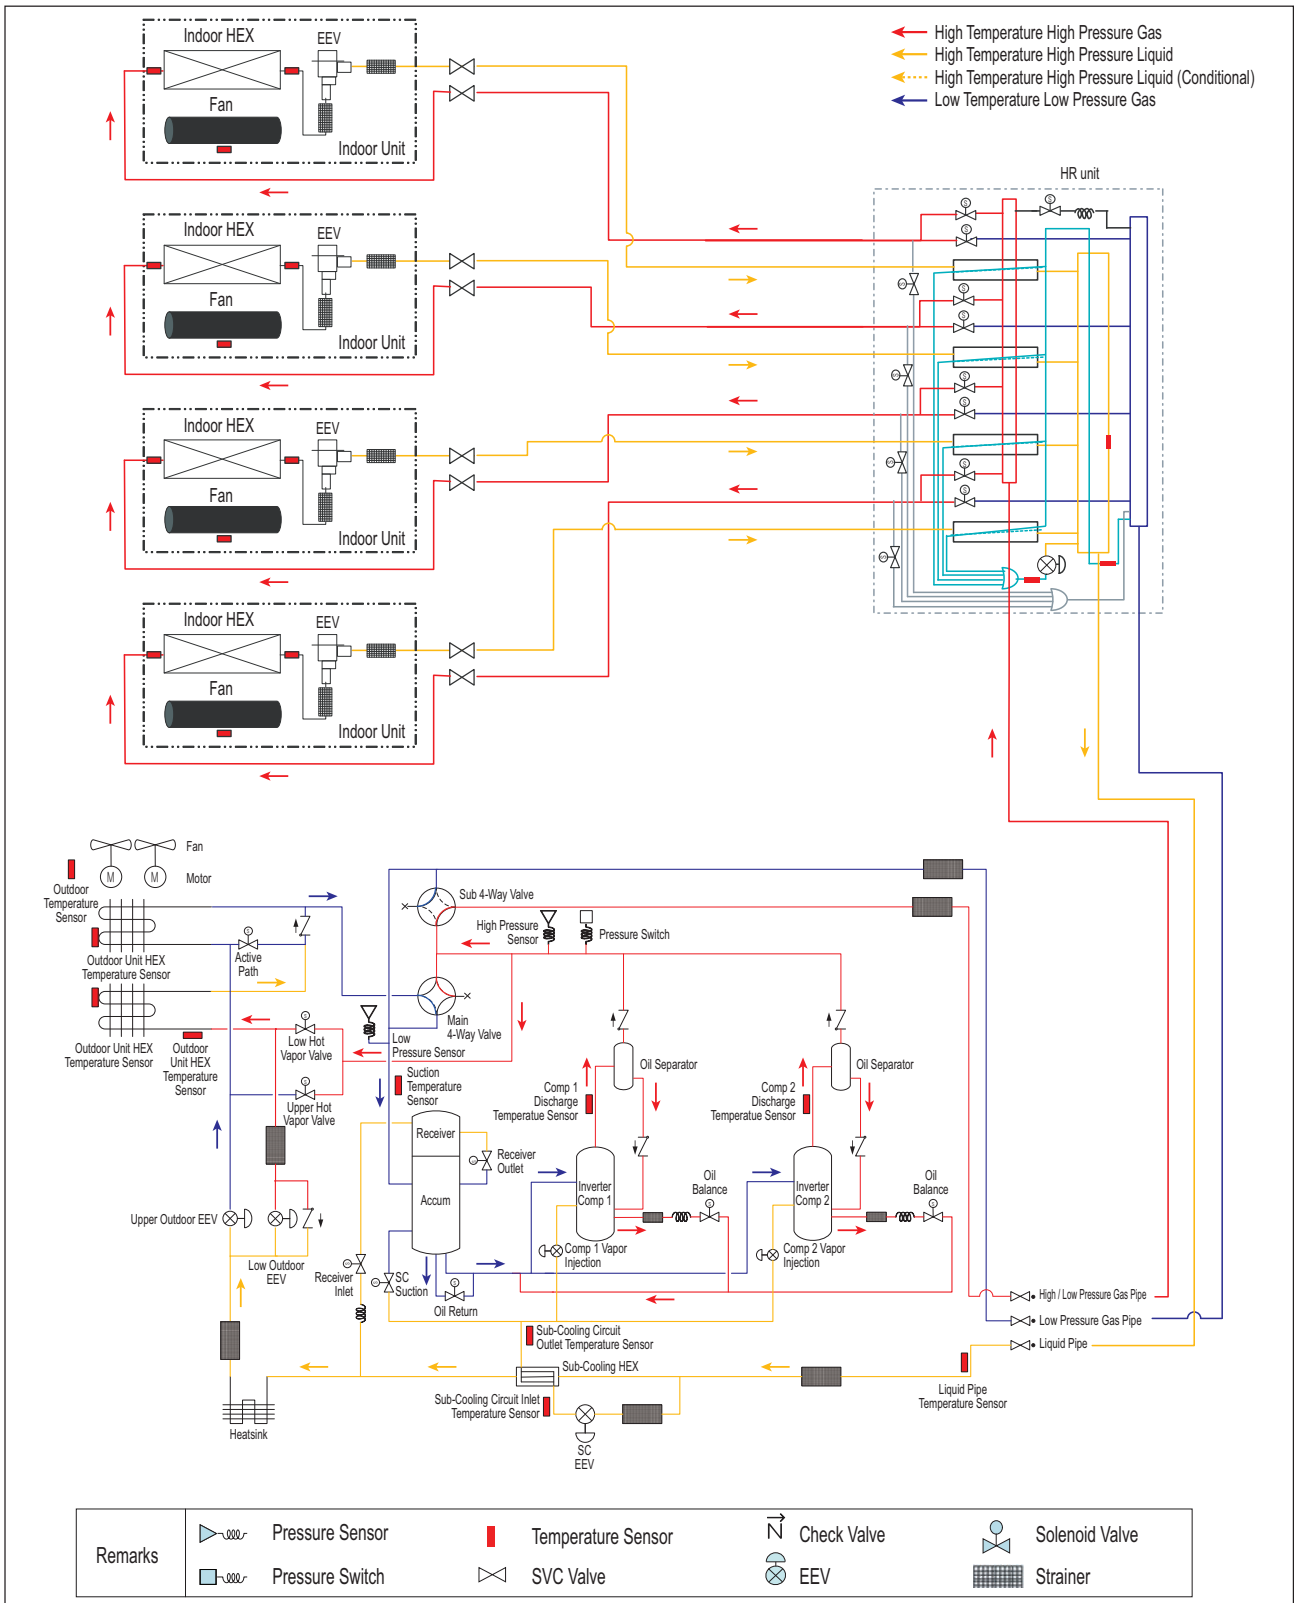 High Temperature High Pressure Gas
High Temperature High Pressure Liquid
High Temperature High Pressure Liquid (Conditional)
Low Temperature Low Pressure Gas
Indoor HEX
EEV
Fan
Indoor Unit
HR unit
Indoor HEX
EEV
Fan
Indoor Unit
Indoor HEX
EEV
Fan
Indoor Unit
Indoor HEX
EEV
Fan
Indoor Unit
Fan
M
M
Motor
Outdoor
Temperature
Sensor
Sub 4-Way Valve
High Pressure
Sensor
Pressure Switch
Outdoor Unit HEX
Temperature Sensor
Active
Path
Main
4-Way Valve
Low Hot
Vapor Valve
Low
Pressure Sensor
Outdoor Unit HEX
Temperature Sensor
Outdoor
Unit HEX
Temperature
Sensor
Suction
Temperature
Sensor
Upper Hot
Vapor Valve
Oil Separator
Oil Separator
Comp 1
Discharge
Temperatue Sensor
Comp 2
Discharge
Temperatue Sensor
Receiver
Receiver
Outlet
Accum
Inverter
Comp 1
Oil
Balance
Inverter
Comp 2
Oil
Balance
Upper Outdoor EEV
Low Outdoor
EEV
Receiver
Inlet
SC
Suction
Oil Return
Comp 1 Vapor
Injection
Comp 2 Vapor
Injection
High / Low Pressure Gas Pipe
Low Pressure Gas Pipe
Liquid Pipe
Sub-Cooling Circuit
Outlet Temperature Sensor
Sub-Cooling HEX
Sub-Cooling Circuit Inlet
Temperature Sensor
Liquid Pipe
Temperature Sensor
Heatsink
SC
EEV
Remarks
Pressure Sensor
Temperature Sensor
Check Valve
Solenoid Valve
Pressure Switch
SVC Valve
EEV
Strainer